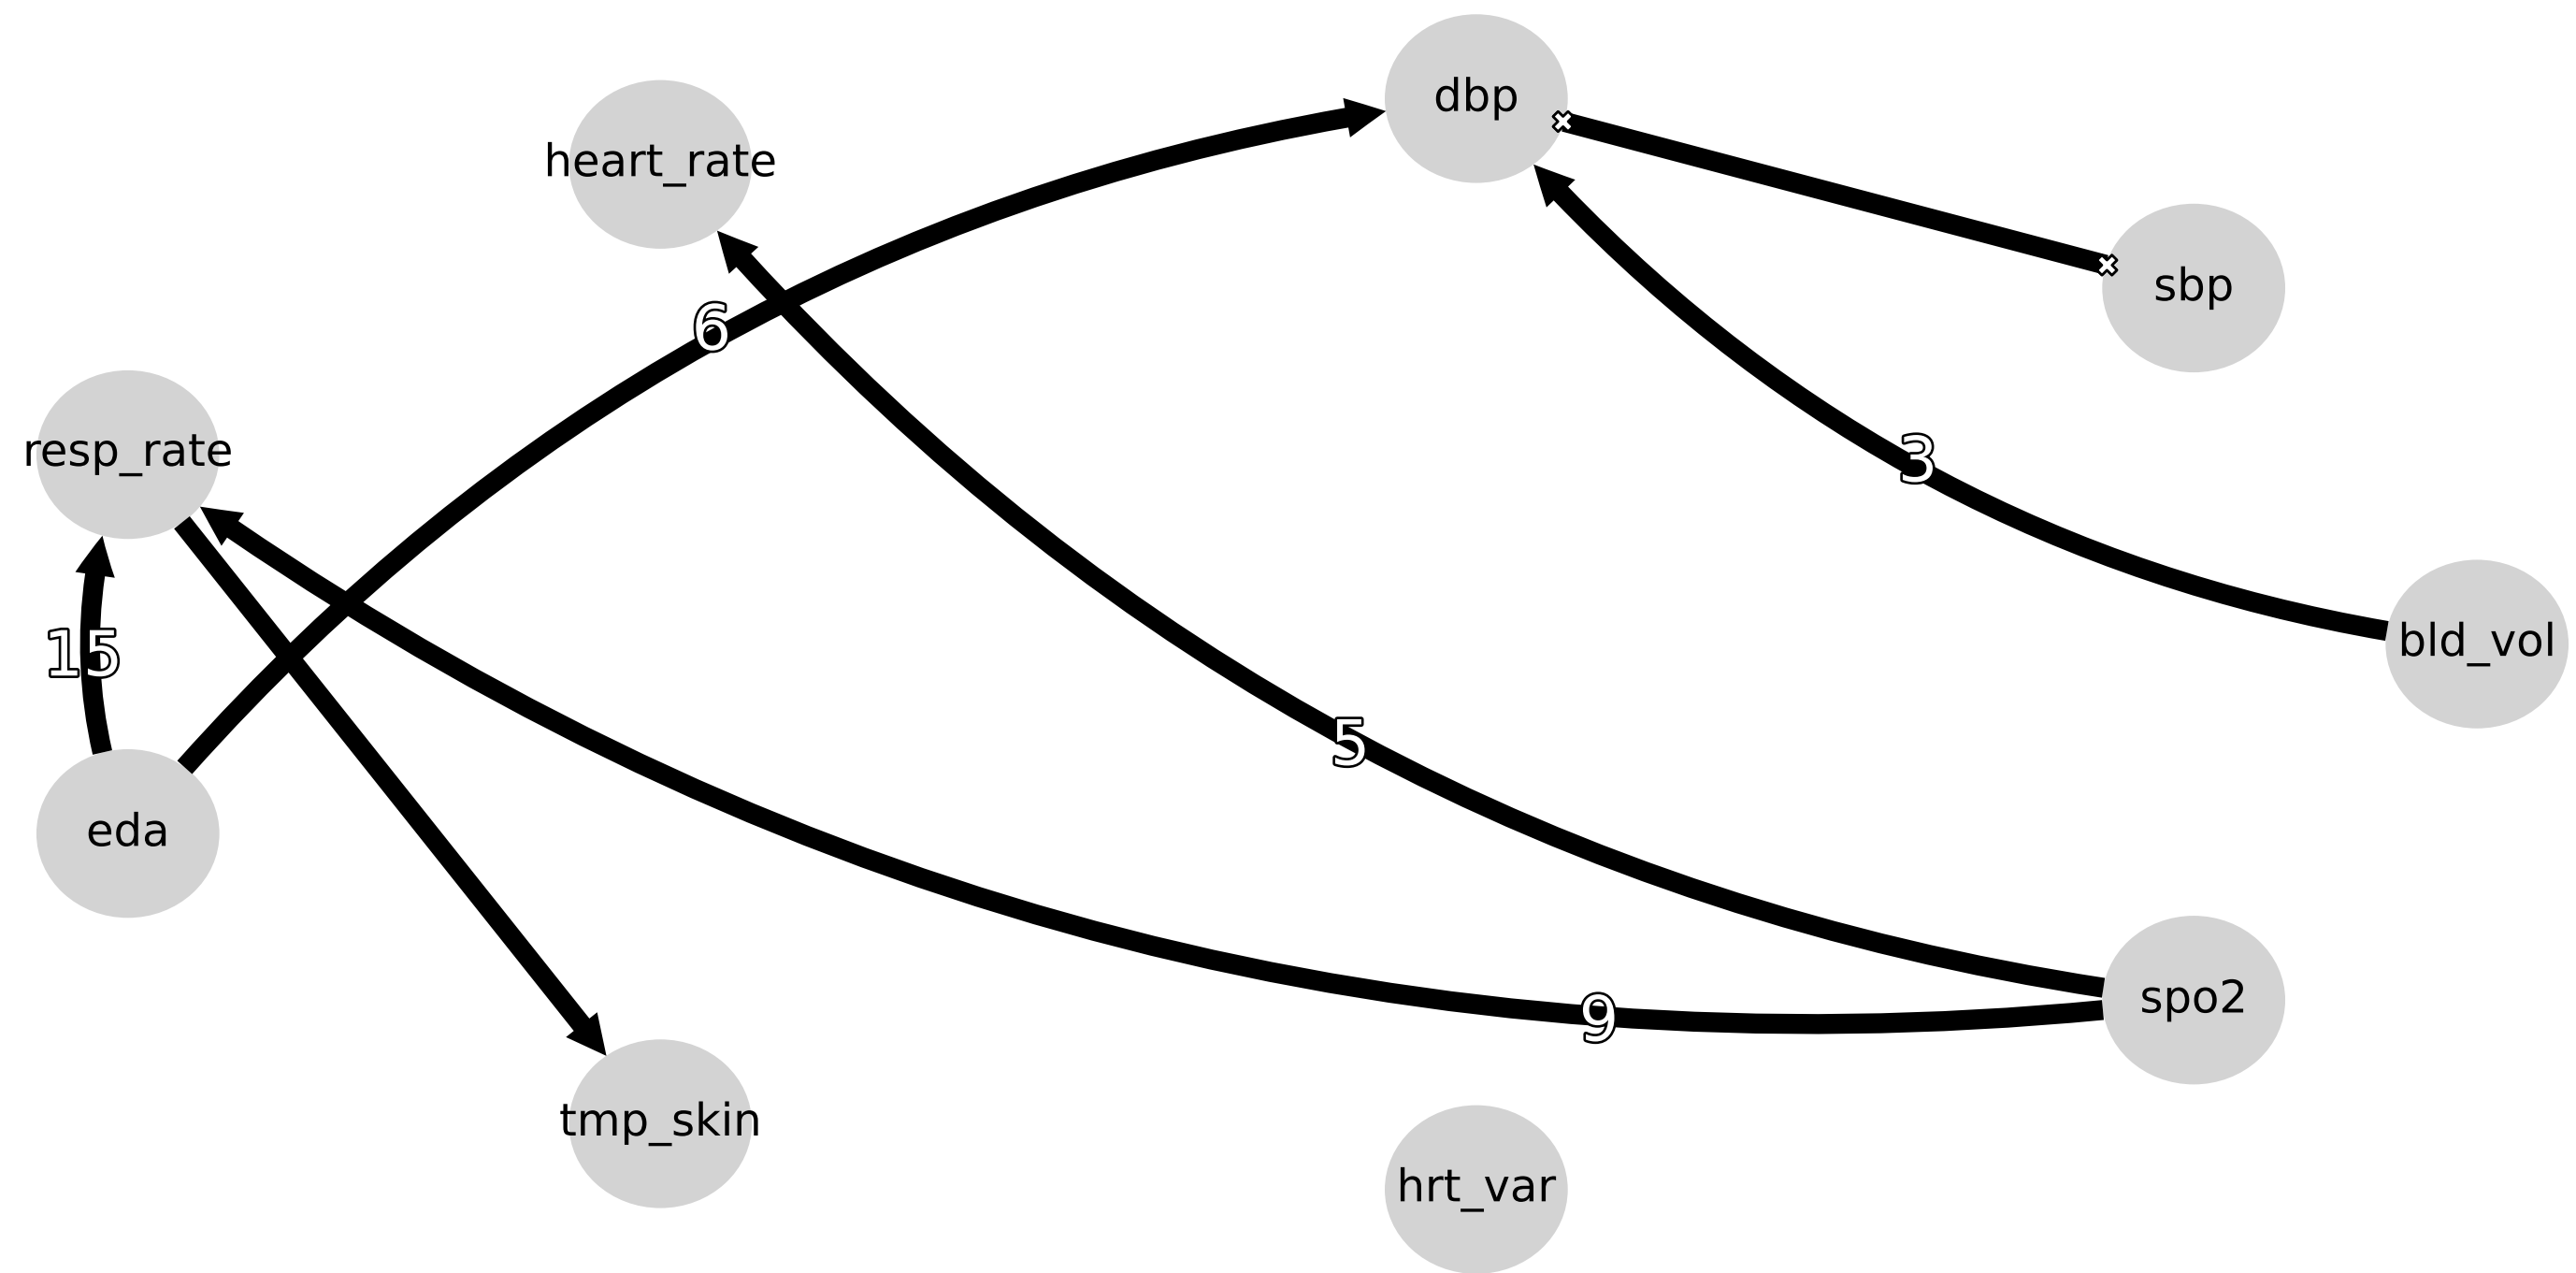 dbp
heart_rate
sbp
6
resp_rate
3
15
bld_vol
5
eda
spo2
9
tmp_skin
hrt_var